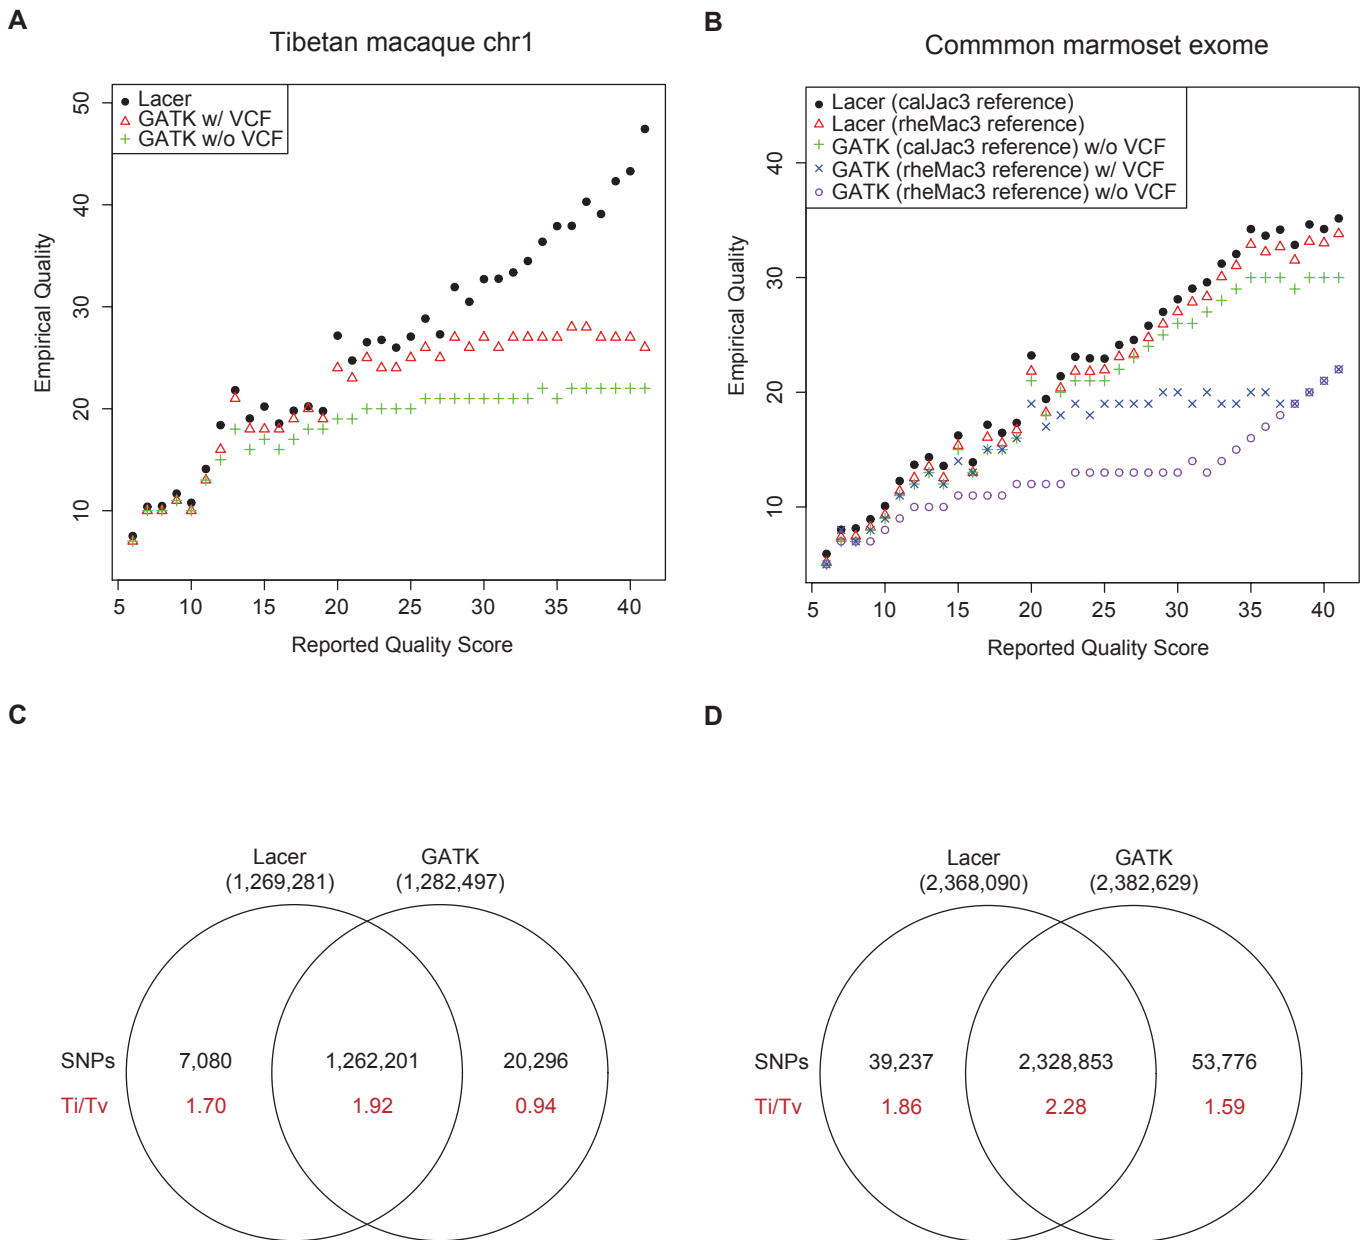 A
Tibetan macaque chr1
Lacer
GATK w/ VCF
GATK w/o VCF
50
40
30
20
10
Empirical Quality
5 10 15 20 25 30 35 40
Reported Quality Score
B
Commmon marmoset exome
Lacer (calJac3 reference)
Lacer (rheMac3 reference)
GATK (calJac3 reference) w/o VCF
GATK (rheMac3 reference) w/ VCF
GATK (rheMac3 reference) w/o VCF
40
30
20
10
Empirical Quality
5 10 15 20 25 30 35 40
Reported Quality Score
C
Lacer GATK
(1,269,281) (1,282,497)
SNPs 7,080 1,262,201 20,296
Ti/Tv 1.70 1.92 0.94
D
Lacer GATK
(2,368,090) (2,382,629)
SNPs 39,237 2,328,853 53,776
Ti/Tv 1.86 2.28 1.59